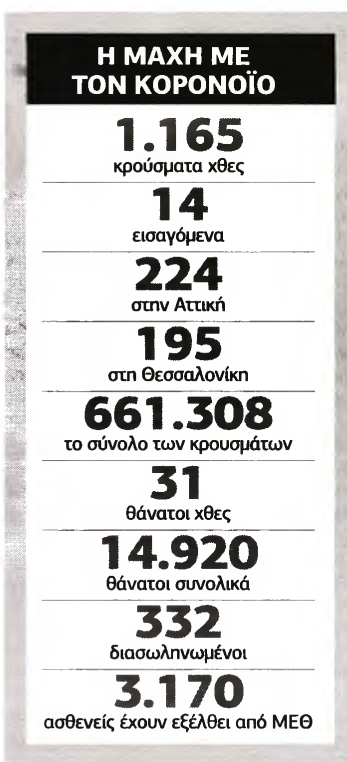 Η ΜΑΧΗ ΜΕ
ΤΟΝ ΚΟΡΟΝΟΪΟ
1.165
κρούσματα χθες
14
εισαγόμενα
224
στην Αττική
195
στη Θεσσαλονίκη
661.308
το σύνολο των κρουσμάτων
31
θάνατοι χθες
14.920
θάνατοι συνολικά
332
διασωληνωμένοι
3.170
ασθενείς έχουν εξέλθει από ΜΕΘ